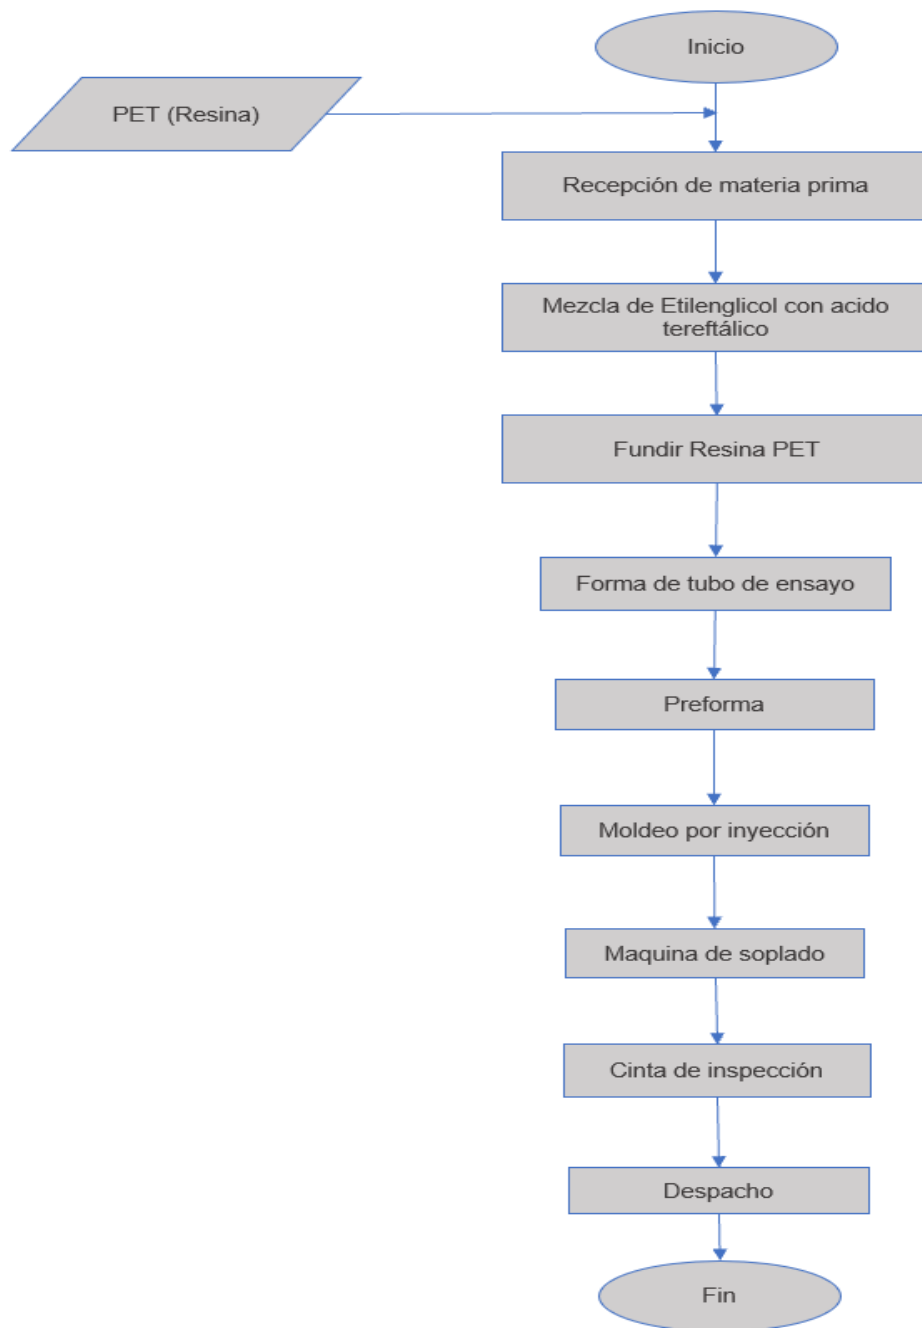 Inicio
PET (Resina)
Recepción de materia prima
Mezcla de Etilenglicol con acido
tereftálico
Fundir Resina PET
Forma de tubo de ensayo
Preforma
Moldeo por inyección
Maquina de soplado
Cinta de inspección
Despacho
Fin